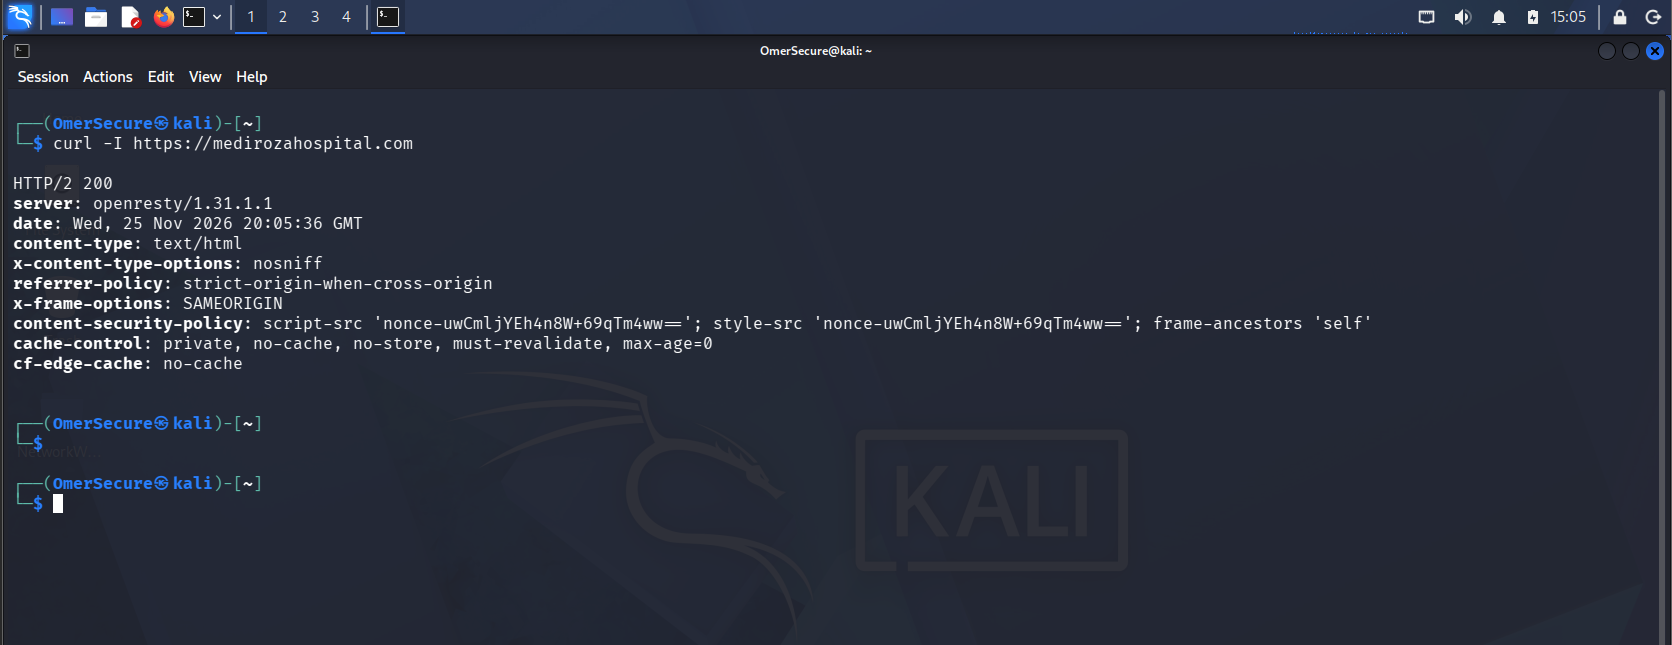 1 2 3 4 15:05
OmerSecure@kali: ~
Session Actions Edit View Help
┌──(OmerSecure㉿kali)-[~]
└─$ curl -I https://medirozahospital.com
HTTP/2 200
server: openresty/1.31.1.1
date: Wed, 25 Nov 2026 20:05:36 GMT
content-type: text/html
x-content-type-options: nosniff
referrer-policy: strict-origin-when-cross-origin
x-frame-options: SAMEORIGIN
content-security-policy: script-src 'nonce-uwCmljYEh4n8W+69qTm4ww=='; style-src 'nonce-uwCmljYEh4n8W+69qTm4ww=='; frame-ancestors 'self'
cache-control: private, no-cache, no-store, must-revalidate, max-age=0
cf-edge-cache: no-cache
┌──(OmerSecure㉿kali)-[~]
└─$
┌──(OmerSecure㉿kali)-[~]
└─$
KALI